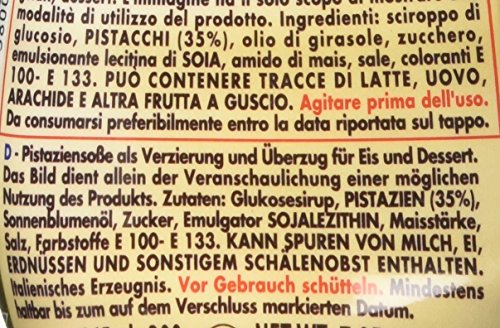 modalità di utilizzo del prodotto. Ingredienti: sciroppo di
glucosio, PISTACCHI (35%), olio di girasole, zucchero,
emulsionante lecitina di SOIA, amido di mais, sale, coloranti E
100- E 133. PUÒ CONTENERE TRACCE DI LATTE, UOVO,
ARACHIDE E ALTRA FRUTTA A GUSCIO. Agitare prima dell'uso.
Da consumarsi preferibilmente entro la data riportata sul tappo.
D - Pistaziensoße als Verzierung und Überzug für Eis und Dessert.
Das Bild dient allein der Veranschaulichung einer möglichen
Nutzung des Produkts. Zutaten: Glukosesirup, PISTAZIEN (35%),
Sonnenblumenöl, Zucker, Emulgator SOJALEZITHIN, Maisstärke,
Salz, Farbstoffe E 100- E 133. KANN SPUREN VON MILCH, EI,
ERDNÜSSEN UND SONSTIGEM SCHALENOBST ENTHALTEN.
Italienisches Erzeugnis. Vor Gebrauch schütteln. Mindestens
haltbar bis zum auf dem Verschluss markierten Datum.